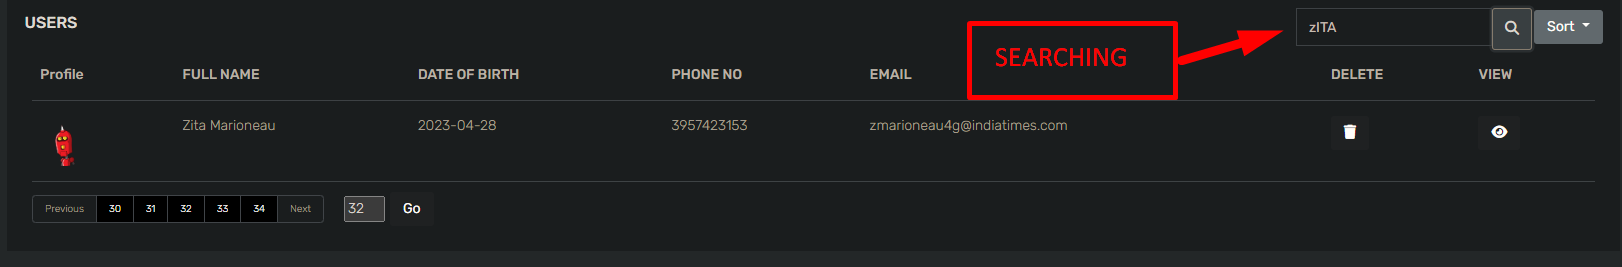 USERS
zITA
Sort
SEARCHING
Profile FULL NAME DATE OF BIRTH PHONE NO EMAIL DELETE VIEW
Zita Marioneau 2023-04-28 3957423153 zmarioneau4g@indiatimes.com
Previous 30 31 32 33 34 Next 32 Go